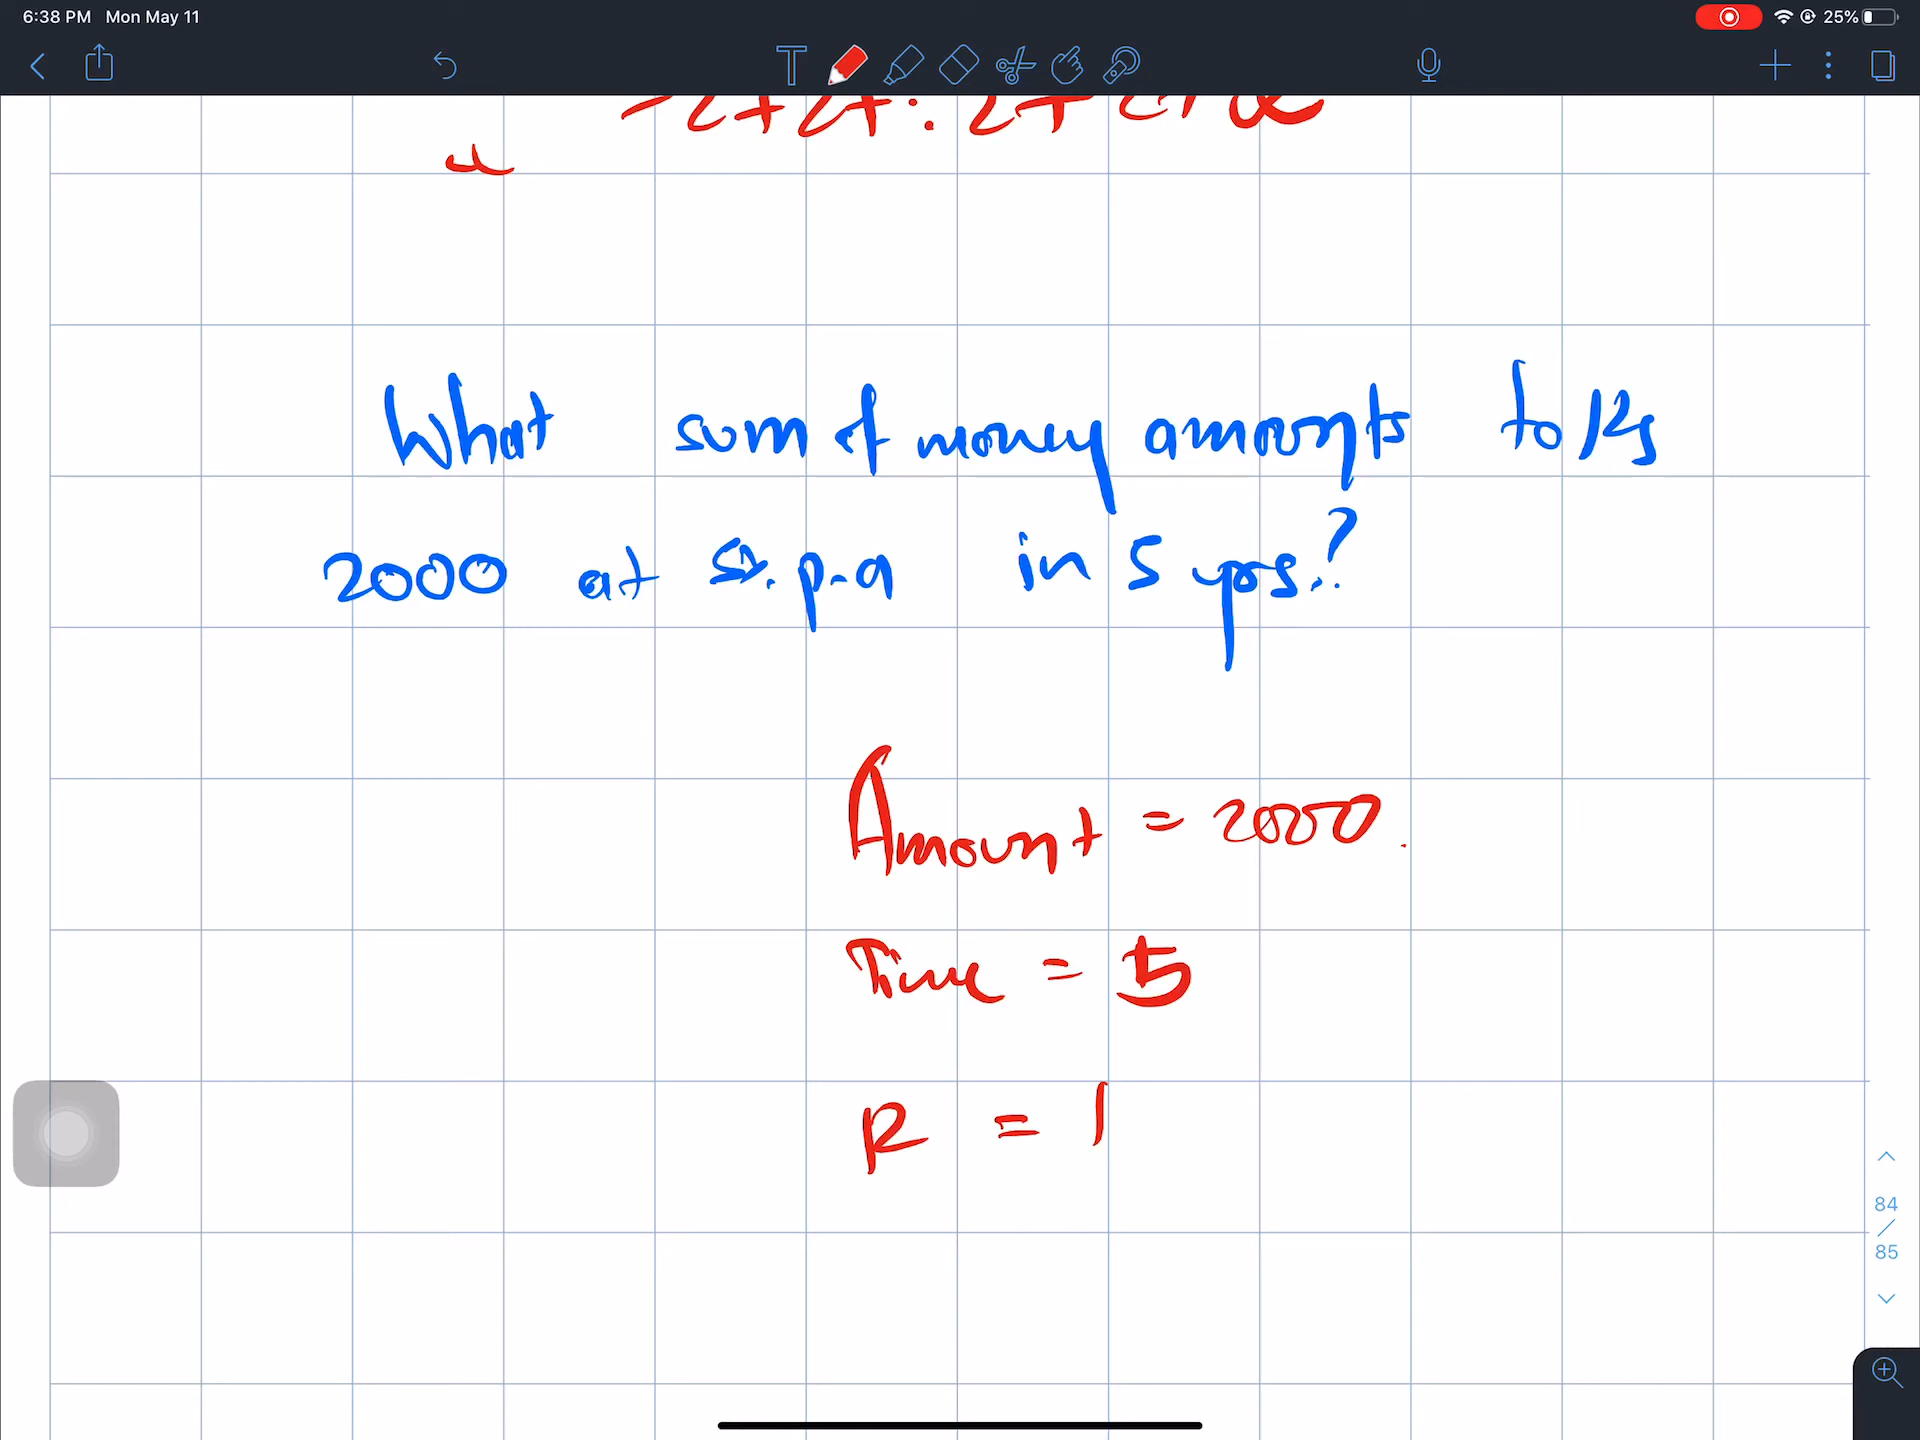 6:38 PM Mon May 11
25%
What sum of money amounts to Rs
2000 at 5%. p.a in 5 yrs.?
Amount = 2000.
Time = 5
R = 1
84
/
85